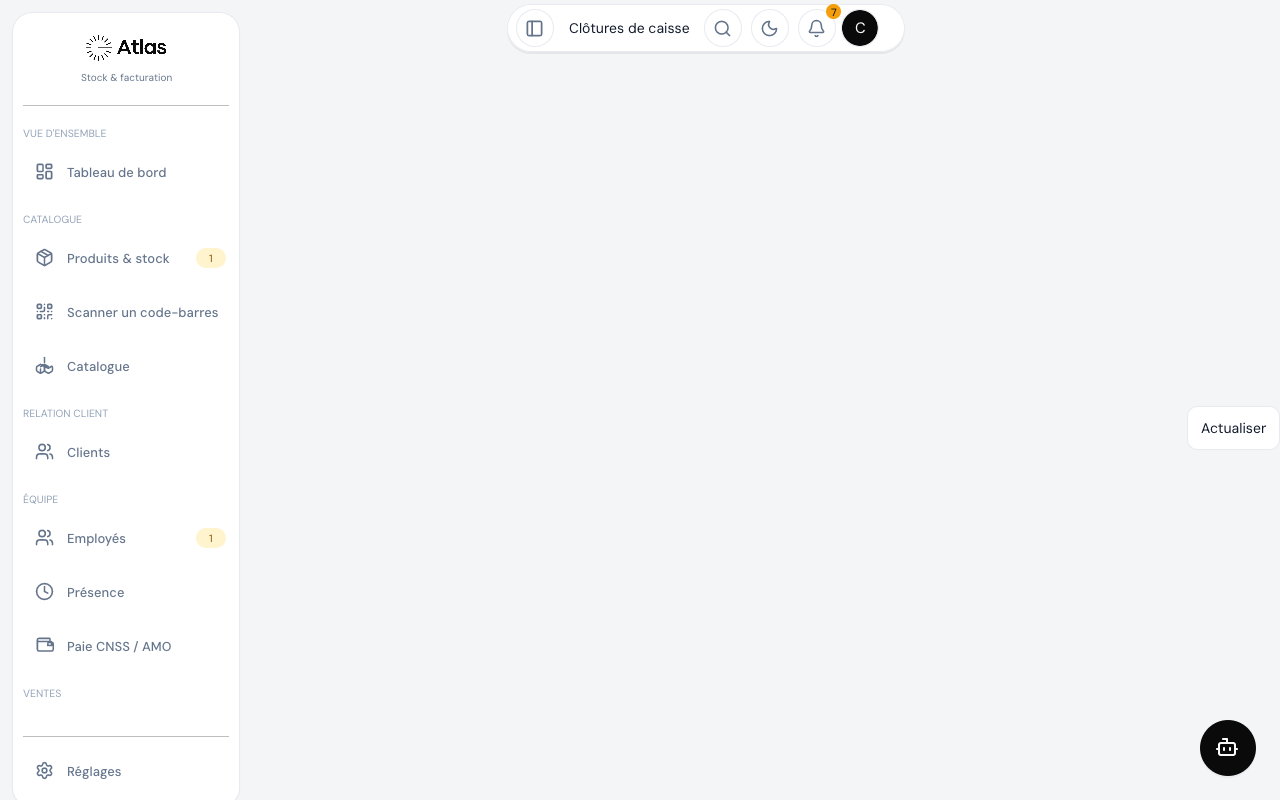 Atlas
Stock & facturation
VUE D'ENSEMBLE
Tableau de bord
CATALOGUE
Produits & stock 1
Scanner un code-barres
Catalogue
RELATION CLIENT
Clients
ÉQUIPE
Employés 1
Présence
Paie CNSS / AMO
VENTES
Réglages
Clôtures de caisse
7
C
Actualiser